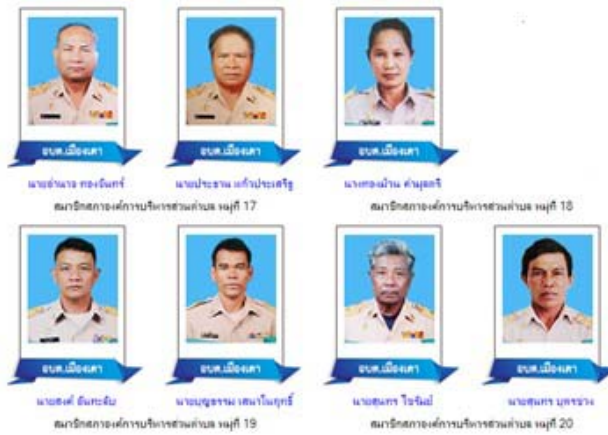 อบต.เมืองเตา อบต.เมืองเตา อบต.เมืองเตา
นายอำนาจ ทองจันทร์ นายประธาน แก้วประเสริฐ นางทองม้วน คำมูลตรี
สมาชิกสภาองค์การบริหารส่วนตำบล หมู่ที่ 17 สมาชิกสภาองค์การบริหารส่วนตำบล หมู่ที่ 18
อบต.เมืองเตา อบต.เมืองเตา อบต.เมืองเตา อบต.เมืองเตา
นายบุญธรรม นายสุนทร นายสุนทร
สมาชิกสภาองค์การบริหารส่วนตำบล หมู่ที่ 19 สมาชิกสภาองค์การบริหารส่วนตำบล หมู่ที่ 20